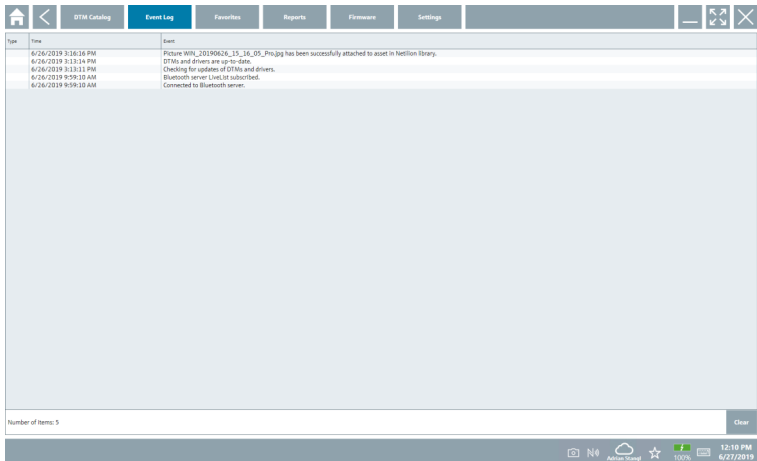 DTM Catalog Event Log Favorites Reports Firmware Settings
Type Time Event
6/26/2019 3:16:16 PM Picture WIN_20190626_15_16_05_Pro.jpg has been successfully attached to asset in Netilion library.
6/26/2019 3:13:14 PM DTMs and drivers are up-to-date.
6/26/2019 3:13:11 PM Checking for updates of DTMs and drivers.
6/26/2019 9:59:10 AM Bluetooth server LiveList subscribed.
6/26/2019 9:59:10 AM Connected to Bluetooth server.
Number of Items: 5 Clear
Adrian Stangl 100% 12:10 PM
6/27/2019